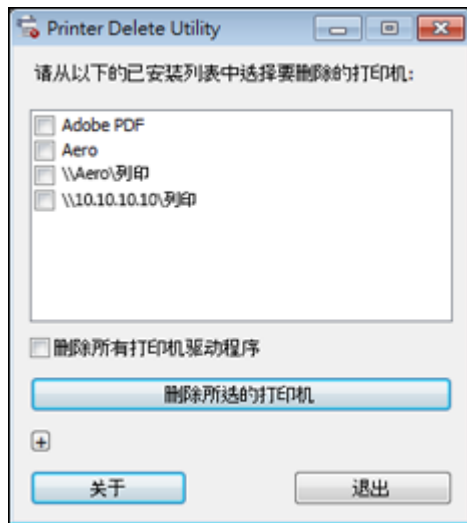 Printer Delete Utility
请从以下的已安装列表中选择要删除的打印机:
Adobe PDF
Aero
\\Aero\列印
\\10.10.10.10\列印
删除所有打印机驱动程序
删除所选的打印机
+
关于
退出